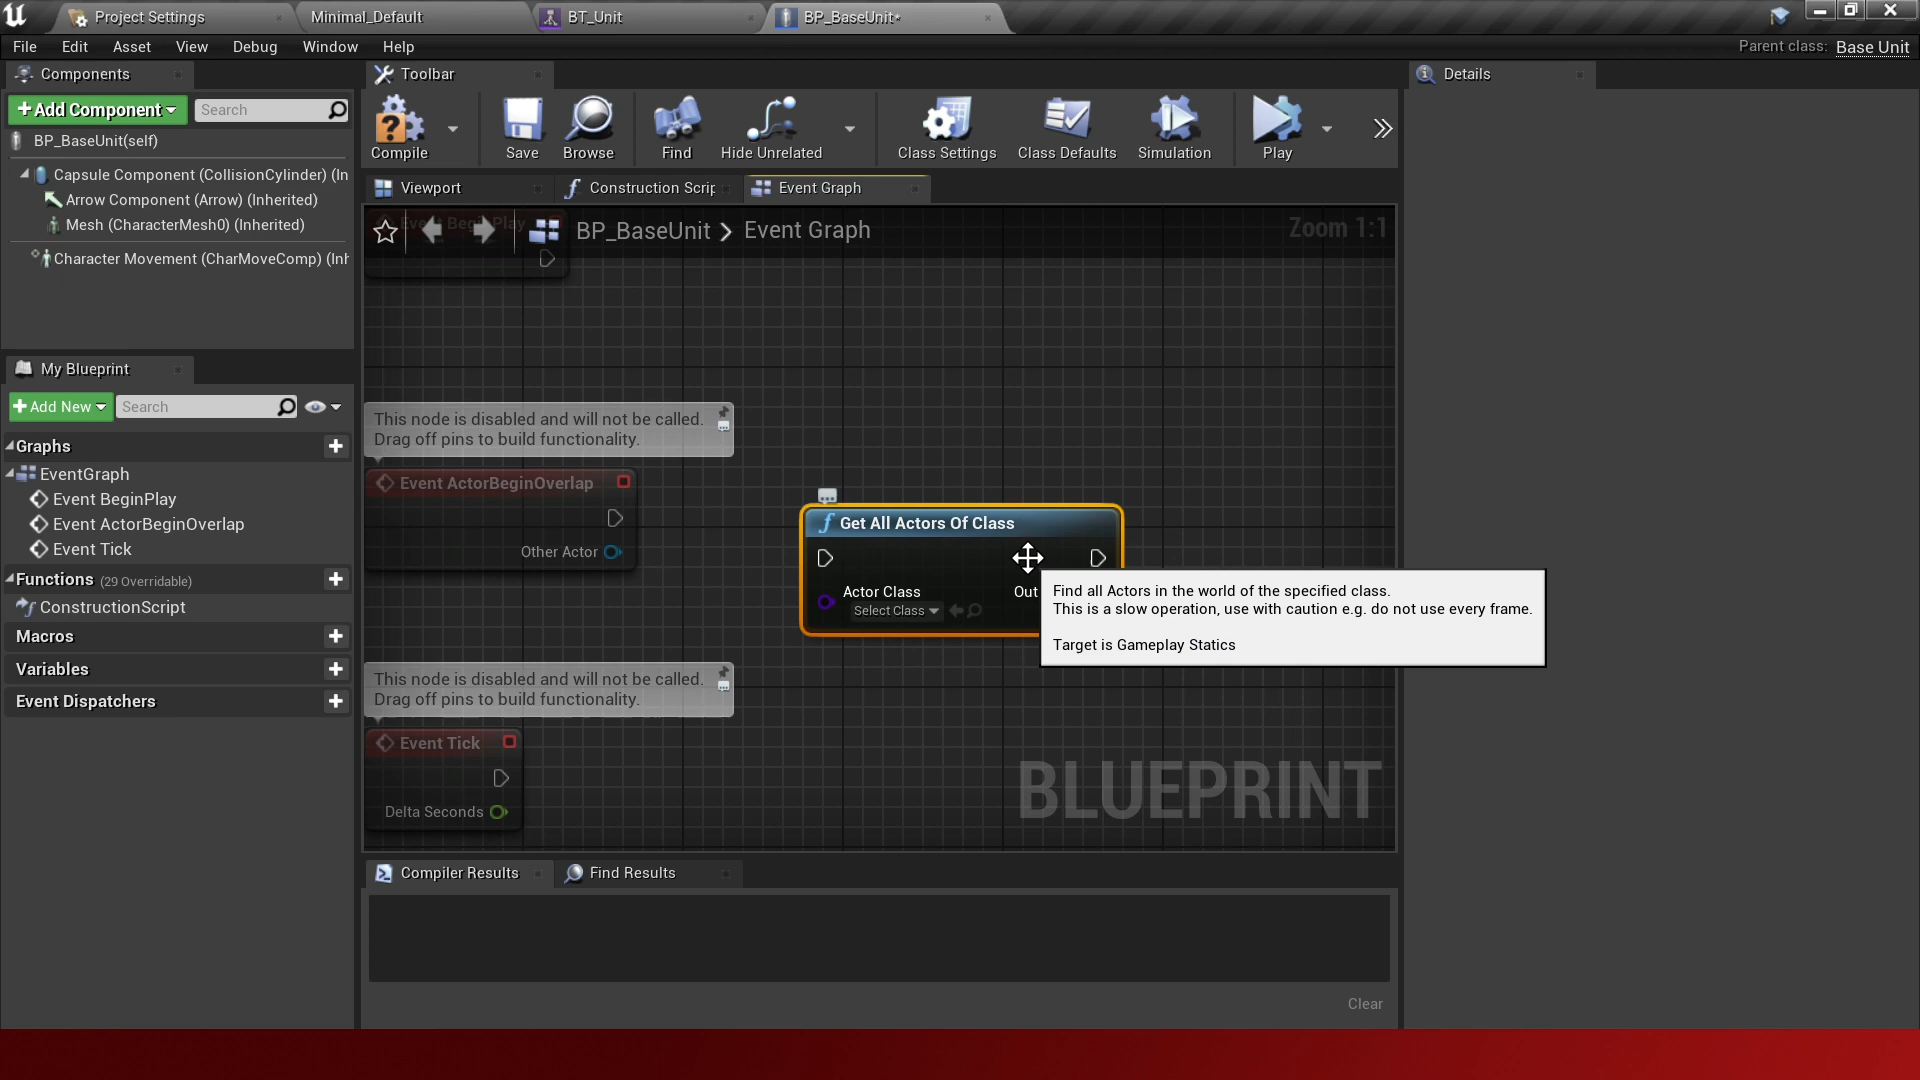 Project Settings
Minimal_Default
BT_Unit
BP_BaseUnit*
File Edit Asset View Debug Window Help
Parent class: Base Unit
Components
Toolbar
Details
+ Add Component
Search
BP_BaseUnit(self)
Capsule Component (CollisionCylinder) (In
Arrow Component (Arrow) (Inherited)
Mesh (CharacterMesh0) (Inherited)
Character Movement (CharMoveComp) (Inh
Compile
Save
Browse
Find
Hide Unrelated
Class Settings
Class Defaults
Simulation
Play
Viewport
Construction Scrip
Event Graph
Event Begin Play
BP_BaseUnit > Event Graph
Zoom 1:1
My Blueprint
+ Add New
Search
Graphs
EventGraph
Event BeginPlay
Event ActorBeginOverlap
Event Tick
Functions (29 Overridable)
ConstructionScript
Macros
Variables
Event Dispatchers
This node is disabled and will not be called.
Drag off pins to build functionality.
Event ActorBeginOverlap
Other Actor
Get All Actors Of Class
Actor Class
Select Class
Out
Find all Actors in the world of the specified class.
This is a slow operation, use with caution e.g. do not use every frame.
Target is Gameplay Statics
This node is disabled and will not be called.
Drag off pins to build functionality.
Event Tick
Delta Seconds
BLUEPRINT
Compiler Results
Find Results
Clear